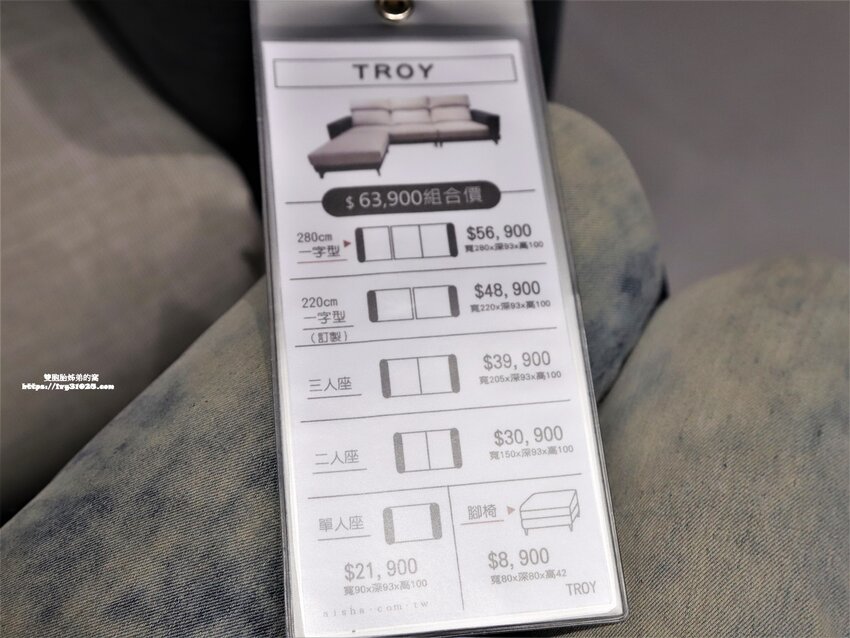 TROY
$ 63,900組合價
280cm
一字型
$56,900
寬280x深93x高100
220cm
一字型
(訂製)
$48,900
寬220x深93x高100
三人座
$39,900
寬205x深93x高100
二人座
$30,900
寬150x深93x高100
單人座
$21,900
寬90x深93x高100
腳椅
$8,900
寬80x深80x高42
TROY
aisha.com.tw
雙胞胎姊弟的窩
https://tvg31025.com